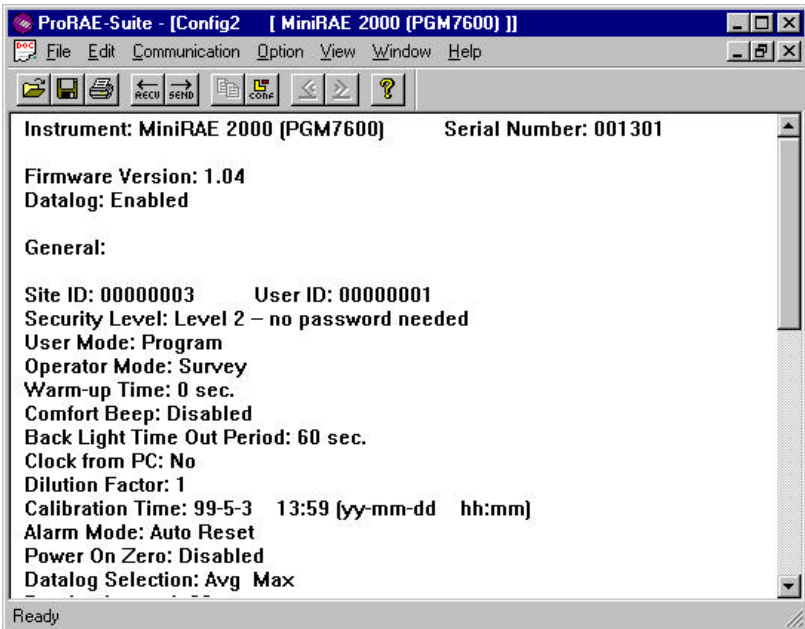 ProRAE-Suite - [Config2 [ MiniRAE 2000 (PGM7600) ]]
DOC File Edit Communication Option View Window Help
RECV SEND CONF ?
Instrument: MiniRAE 2000 (PGM7600) Serial Number: 001301
Firmware Version: 1.04
Datalog: Enabled
General:
Site ID: 00000003 User ID: 00000001
Security Level: Level 2 – no password needed
User Mode: Program
Operator Mode: Survey
Warm-up Time: 0 sec.
Comfort Beep: Disabled
Back Light Time Out Period: 60 sec.
Clock from PC: No
Dilution Factor: 1
Calibration Time: 99-5-3 13:59 (yy-mm-dd hh:mm)
Alarm Mode: Auto Reset
Power On Zero: Disabled
Datalog Selection: Avg Max
Ready